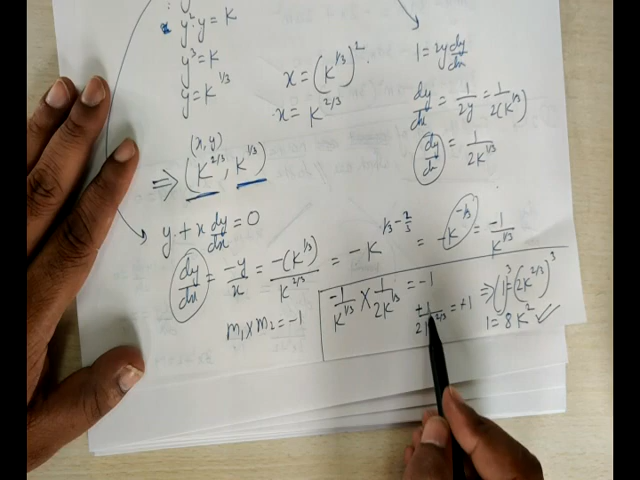 y² · y = K
y³ = K
y = K^{1/3}
x = (K^{1/3})²
x = K^{2/3}
1 = 2y dy/dx
dy/dx = 1/2y = 1/2(K^{1/3})
dy/dx = 1/2K^{1/3}
(x, y)
⇒ (K^{2/3}, K^{1/3})
y + x dy/dx = 0
dy/dx = -y/x = -(K^{1/3})/K^{2/3} = -K^{1/3 - 2/3} = -K^{-1/3} = -1/K^{1/3}
m₁ × m₂ = -1
-1/K^{1/3} × 1/2K^{1/3} = -1
+1/2K^{2/3} = +1
⇒ (1)³ = (2K^{2/3})³
1 = 8K²